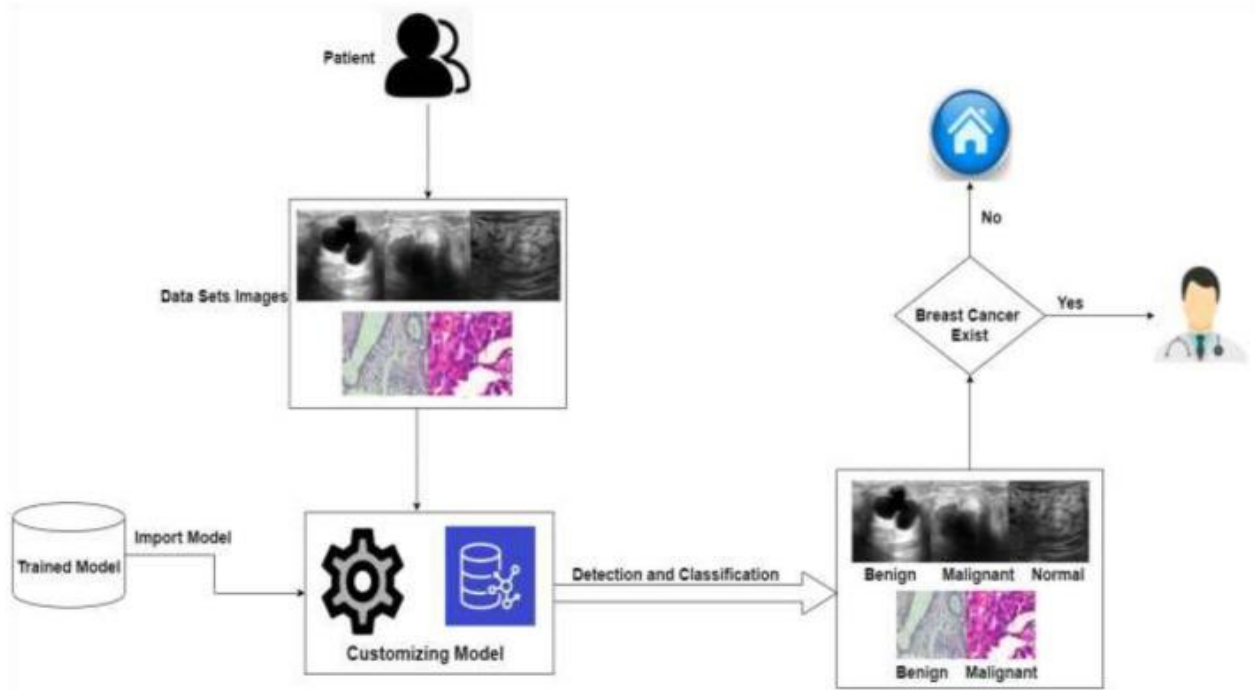 Patient
Data Sets Images
Trained Model
Import Model
Customizing Model
Detection and Classification
Benign Malignant Normal
Benign Malignant
Breast Cancer
Exist
No
Yes